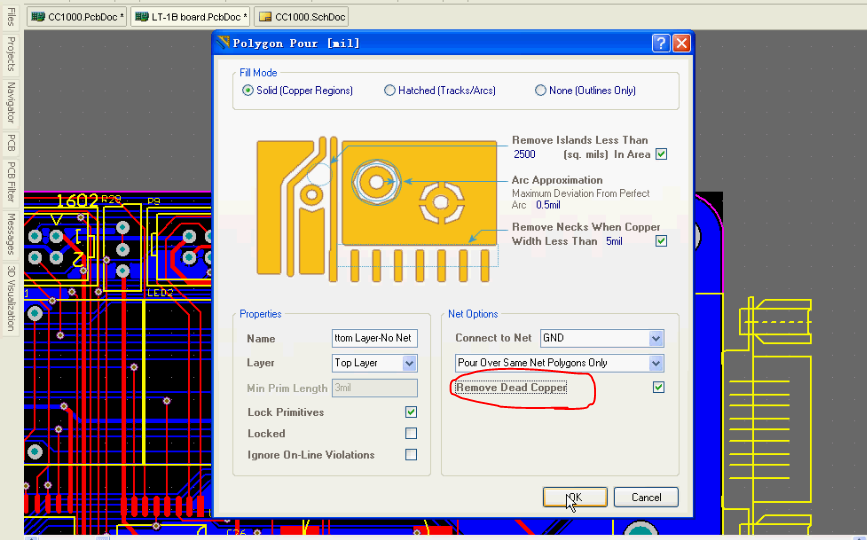 CC1000.PcbDoc * LT-1B board.PcbDoc * CC1000.SchDoc
Files
Projects
Navigator
PCB
PCB Filter
Messages
3D Visualization
Polygon Pour [mil]
Fill Mode
Solid (Copper Regions) Hatched (Tracks/Arcs) None (Outlines Only)
Remove Islands Less Than
2500 (sq. mils) In Area
Arc Approximation
Maximum Deviation From Perfect
Arc 0.5mil
Remove Necks When Copper
Width Less Than 5mil
1602 R29 P9
1
2
LED2
Properties
Name ttom Layer-No Net
Layer Top Layer
Min Prim Length 3mil
Lock Primitives
Locked
Ignore On-Line Violations
Net Options
Connect to Net GND
Pour Over Same Net Polygons Only
Remove Dead Copper
OK Cancel
C26